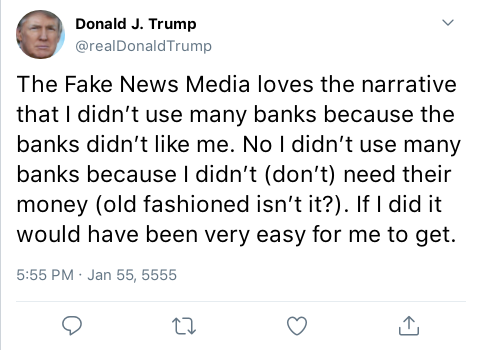 Donald J. Trump
@realDonaldTrump
The Fake News Media loves the narrative
that I didn’t use many banks because the
banks didn’t like me. No I didn’t use many
banks because I didn’t (don’t) need their
money (old fashioned isn’t it?). If I did it
would have been very easy for me to get.
5:55 PM · Jan 55, 5555